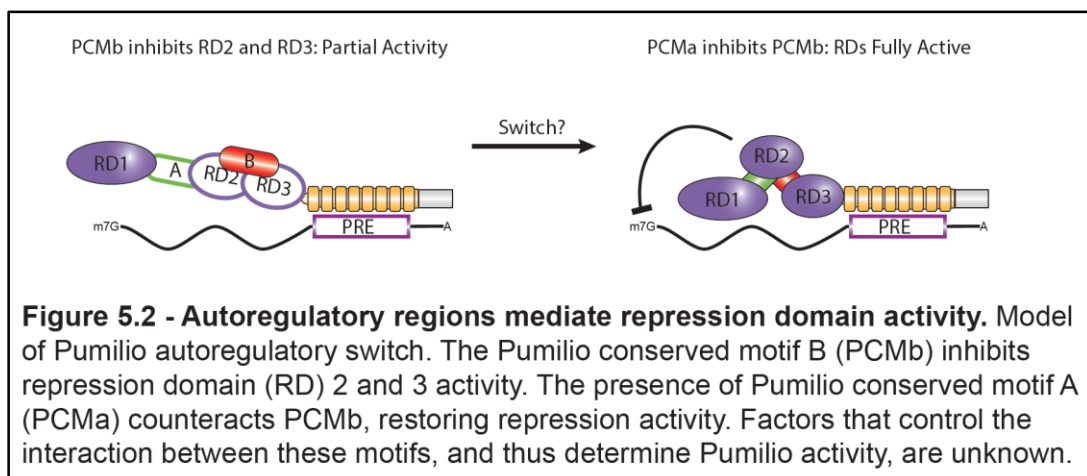 PCMb inhibits RD2 and RD3: Partial Activity
PCMa inhibits PCMb: RDs Fully Active
Switch?
RD1
A
RD2
B
RD3
m7G
PRE
A
RD1
RD2
RD3
m7G
PRE
A
Figure 5.2 - Autoregulatory regions mediate repression domain activity. Model
of Pumilio autoregulatory switch. The Pumilio conserved motif B (PCMb) inhibits
repression domain (RD) 2 and 3 activity. The presence of Pumilio conserved motif A
(PCMa) counteracts PCMb, restoring repression activity. Factors that control the
interaction between these motifs, and thus determine Pumilio activity, are unknown.